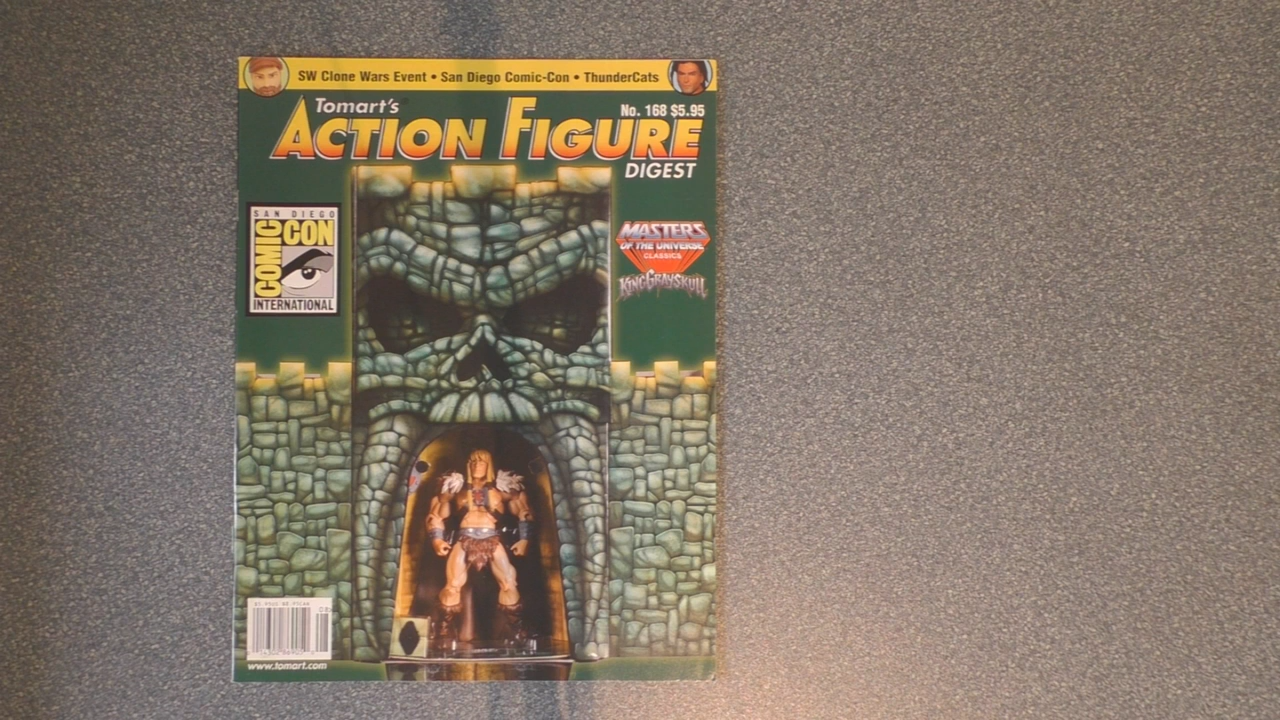 SW Clone Wars Event • San Diego Comic-Con • ThunderCats
Tomart's
No. 168 $5.95
ACTION FIGURE
DIGEST
SAN DIEGO
COMIC CON
INTERNATIONAL
MASTERS
OF THE UNIVERSE
CLASSICS
KING GRAYSKULL
www.tomart.com